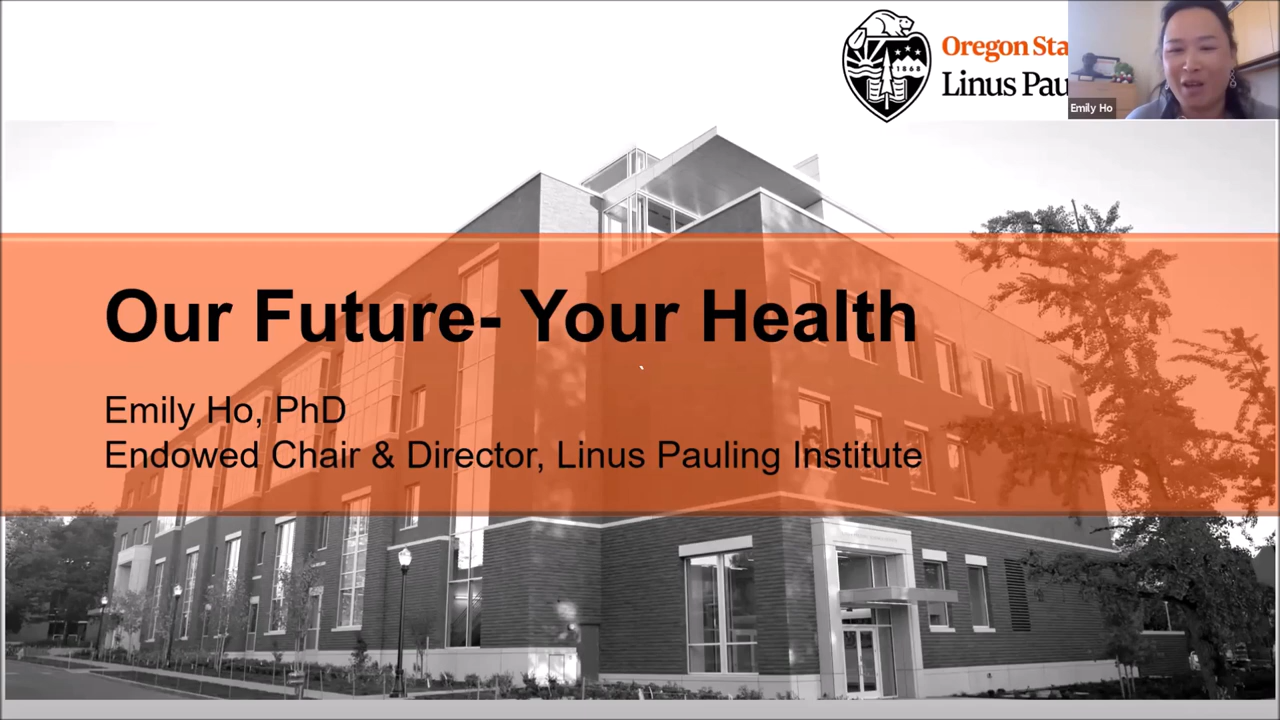 1868
Oregon Sta
Linus Pau
Emily Ho
Our Future- Your Health
Emily Ho, PhD
Endowed Chair & Director, Linus Pauling Institute